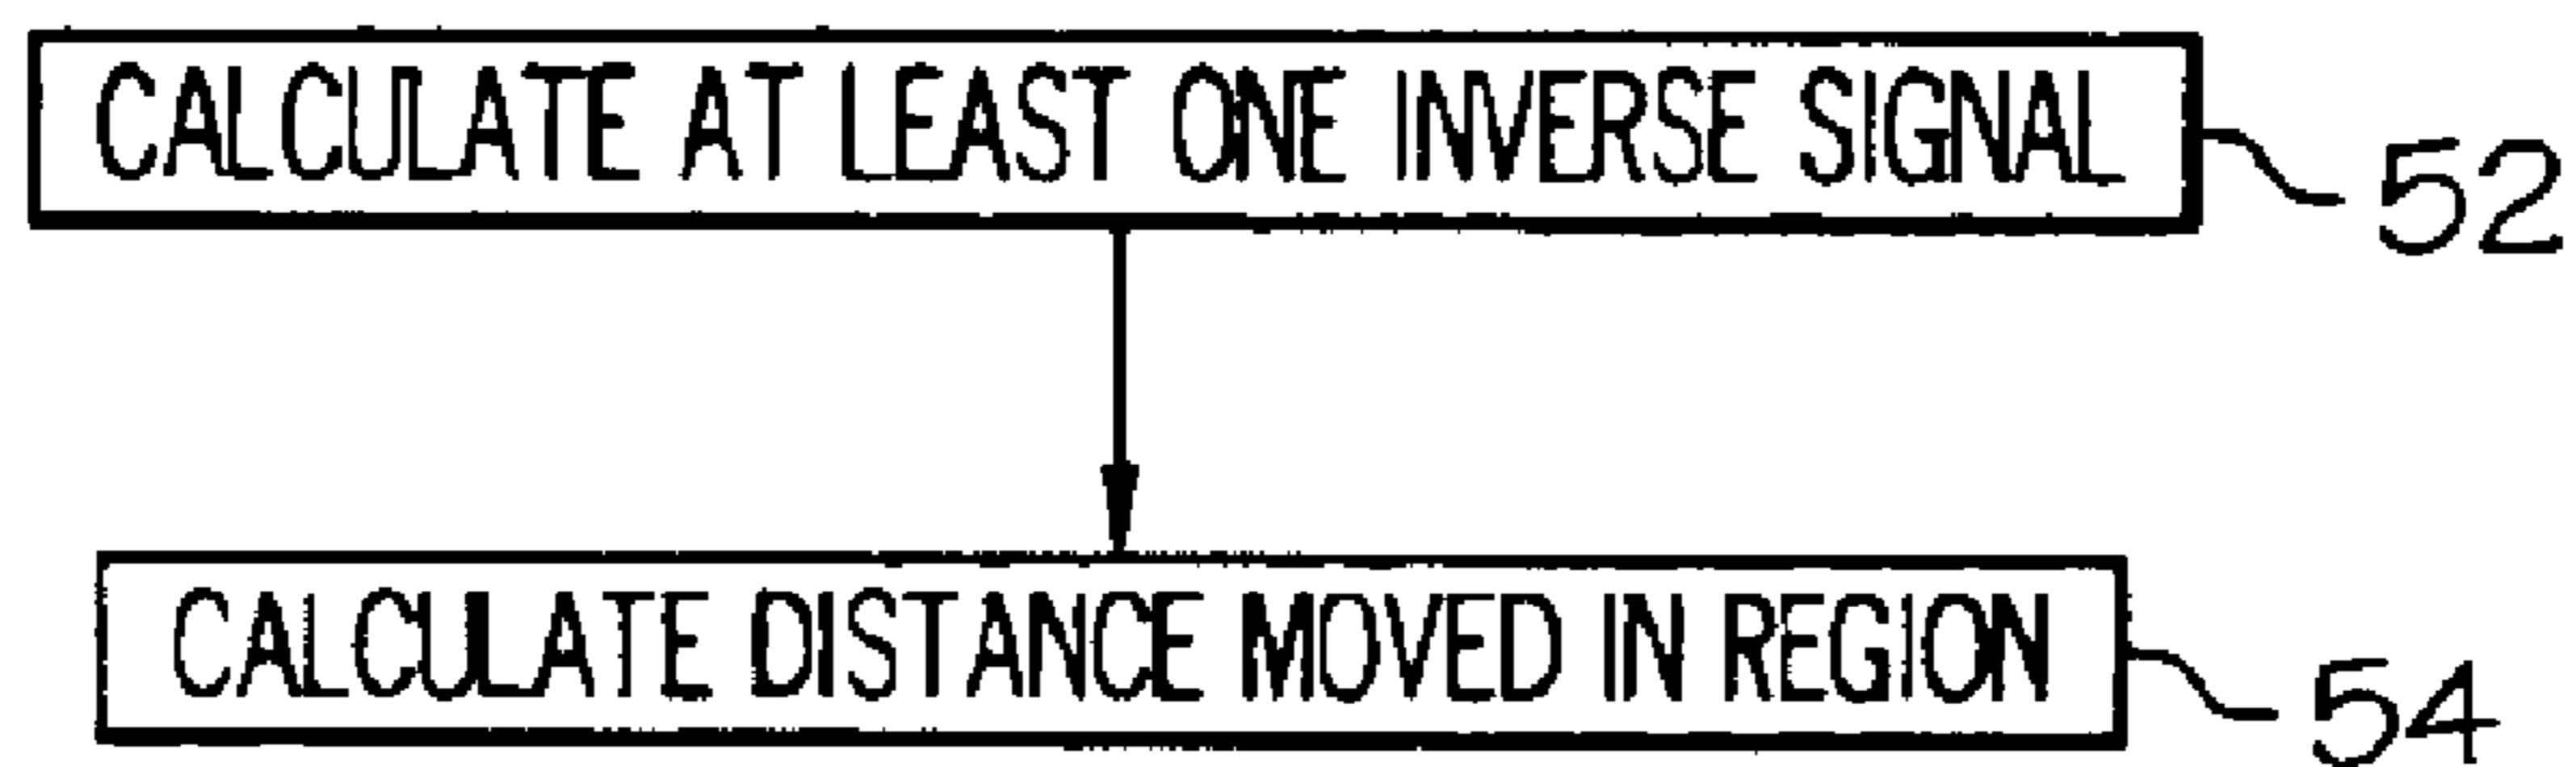 CALCULATE AT LEAST ONE INVERSE SIGNAL 52
CALCULATE DISTANCE MOVED IN REGION 54